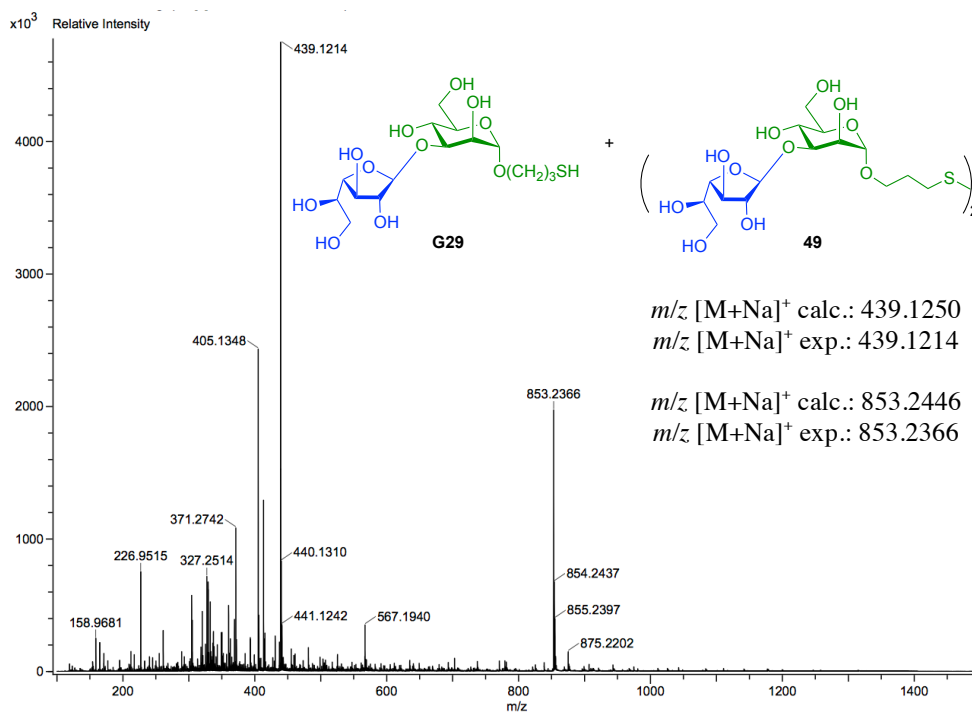 x10³ Relative Intensity
4000
3000
2000
1000
0
200
400
600
800
1000
1200
1400
m/z
439.1214
405.1348
371.2742
226.9515
327.2514
158.9681
440.1310
441.1242
567.1940
853.2366
854.2437
855.2397
875.2202
OH
OH
O
HO
O
O(CH₂)₃SH
HO
O
HO
OH
HO
G29
+
OH
OH
O
HO
O
O
S
HO
O
HO
OH
HO
2
49
m/z [M+Na]⁺ calc.: 439.1250
m/z [M+Na]⁺ exp.: 439.1214
m/z [M+Na]⁺ calc.: 853.2446
m/z [M+Na]⁺ exp.: 853.2366